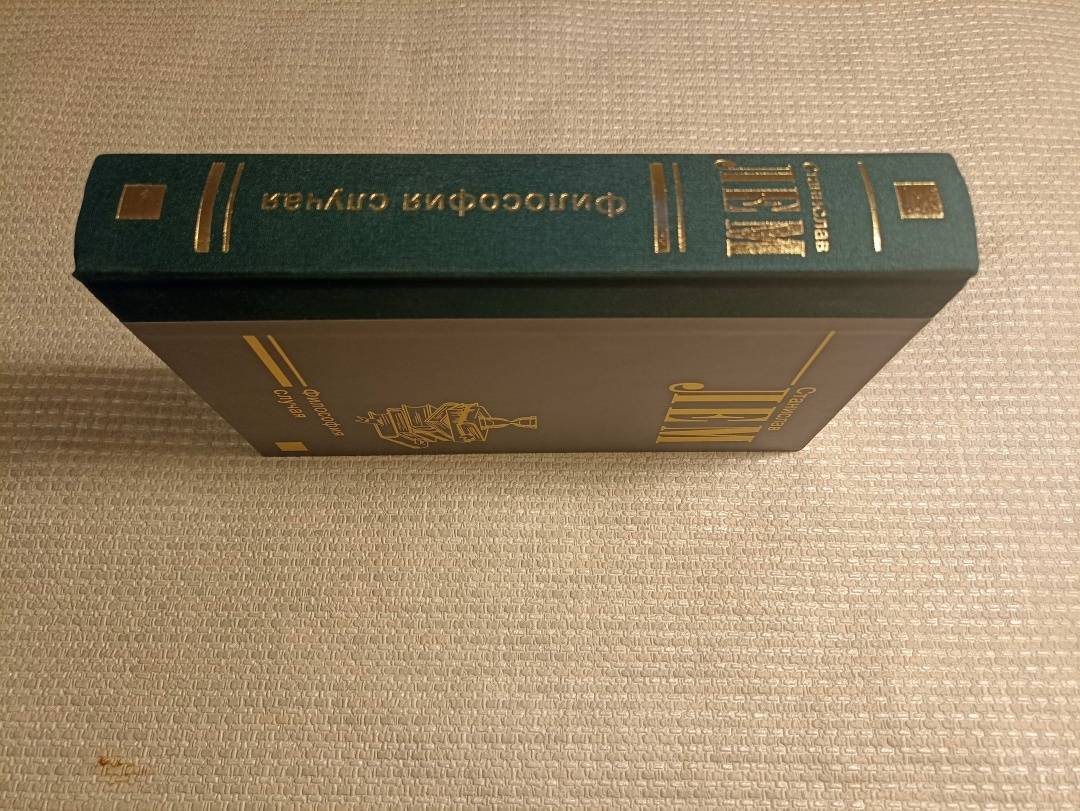 Станислав
ЛЕМ
Философия случая
Станислав
ЛЕМ
Философия
случая